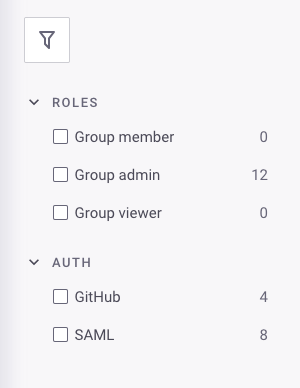 ROLES
Group member 0
Group admin 12
Group viewer 0
AUTH
GitHub 4
SAML 8